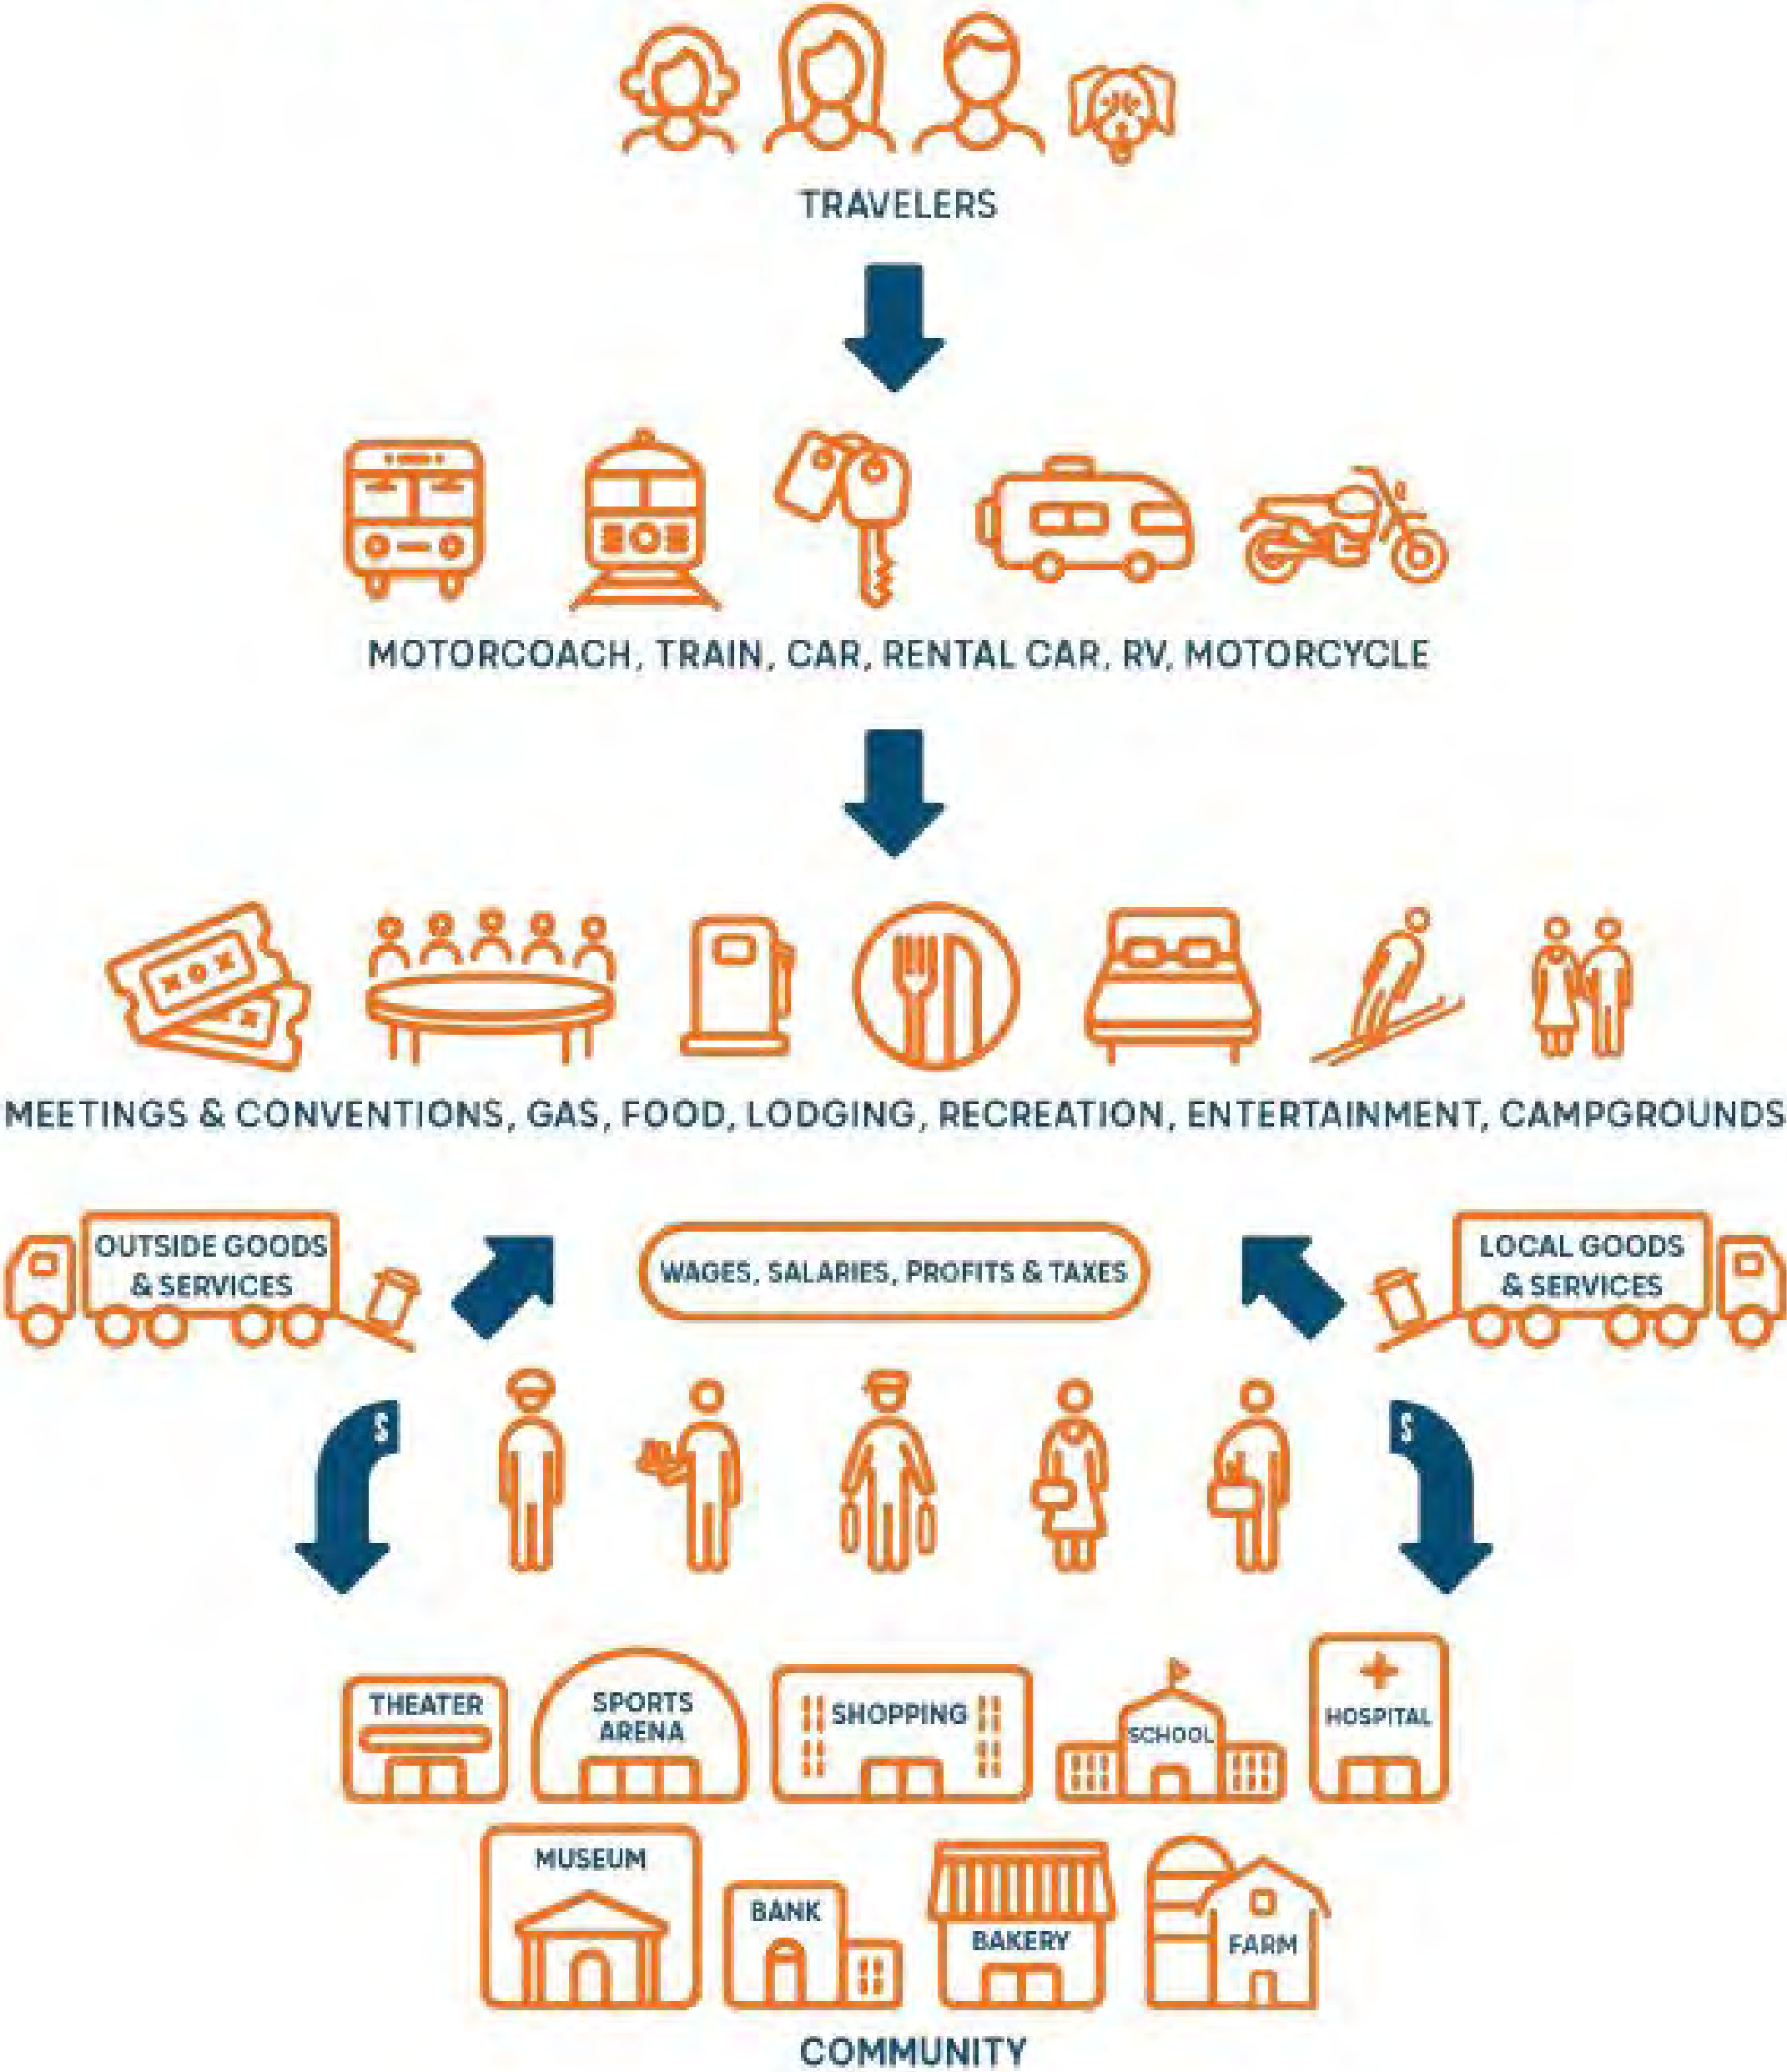 TRAVELERS
MOTORCOACH, TRAIN, CAR, RENTAL CAR, RV, MOTORCYCLE
MEETINGS & CONVENTIONS, GAS, FOOD, LODGING, RECREATION, ENTERTAINMENT, CAMPGROUNDS
OUTSIDE GOODS
& SERVICES
WAGES, SALARIES, PROFITS & TAXES
LOCAL GOODS
& SERVICES
$
$
THEATER
SPORTS
ARENA
SHOPPING
SCHOOL
HOSPITAL
MUSEUM
BANK
BAKERY
FARM
COMMUNITY